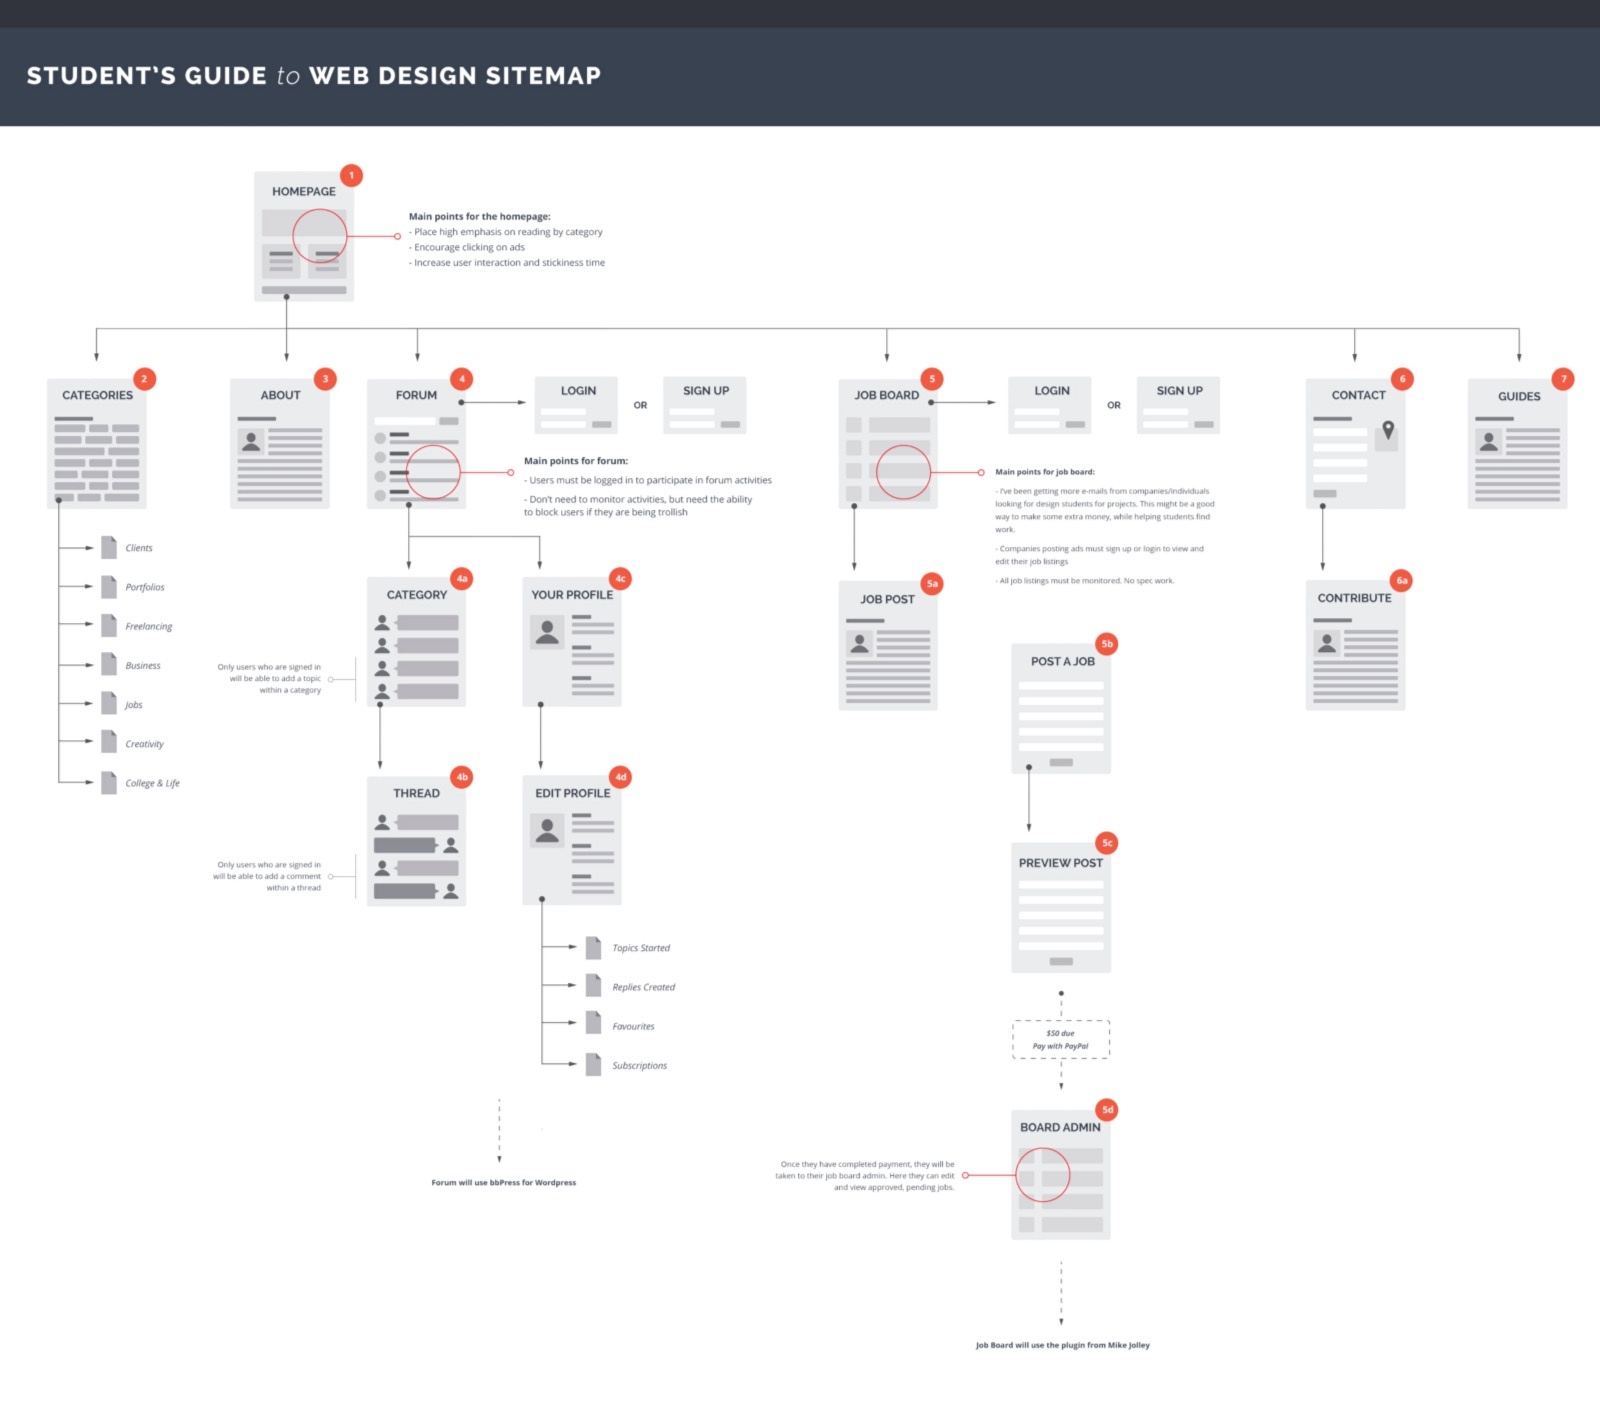 STUDENT'S GUIDE to WEB DESIGN SITEMAP
1
HOMEPAGE
Main points for the homepage:
- Place high emphasis on reading by category
- Encourage clicking on ads
- Increase user interaction and stickiness time
2
CATEGORIES
Clients
Portfolios
Freelancing
Business
Jobs
Creativity
College & Life
3
ABOUT
4
FORUM
LOGIN
OR
SIGN UP
Main points for forum:
- Users must be logged in to participate in forum activities
- Don't need to monitor activities, but need the ability
to block users if they are being trollish
4a
CATEGORY
Only users who are signed in
will be able to add a topic
within a category
4b
THREAD
Only users who are signed in
will be able to add a comment
within a thread
4c
YOUR PROFILE
4d
EDIT PROFILE
Topics Started
Replies Created
Favourites
Subscriptions
Forum will use bbPress for Wordpress
5
JOB BOARD
LOGIN
OR
SIGN UP
Main points for job board:
- I've been getting more e-mails from companies/individuals
looking for design students for projects. This might be a good
way to make some extra money, while helping students find
work.
- Companies posting ads must sign up or login to view and
edit their job listings
- All job listings must be monitored. No spec work.
5a
JOB POST
5b
POST A JOB
5c
PREVIEW POST
$50 due
Pay with PayPal
5d
BOARD ADMIN
Once they have completed payment, they will be
taken to their job board admin. Here they can edit
and view approved, pending jobs.
Job Board will use the plugin from Mike Jolley
6
CONTACT
6a
CONTRIBUTE
7
GUIDES